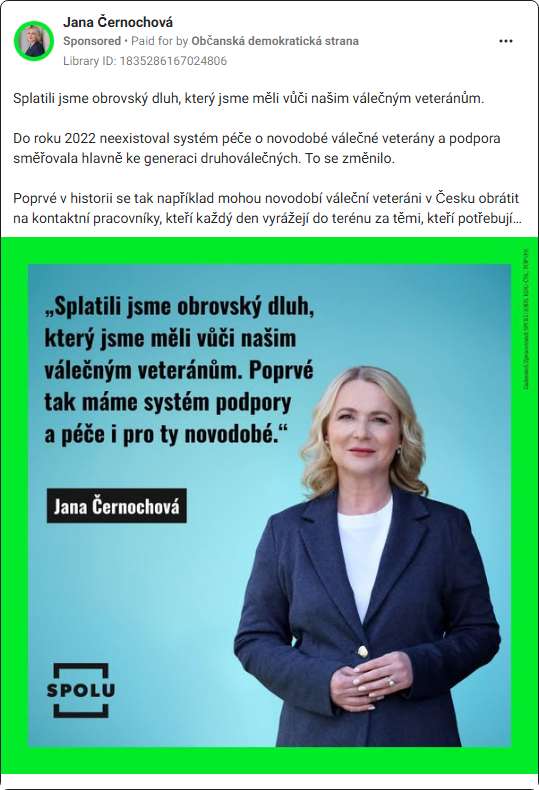 Jana Černochová
Sponsored • Paid for by Občanská demokratická strana
Library ID: 1835286167024806
Splatili jsme obrovský dluh, který jsme měli vůči našim válečným veteránům.
Do roku 2022 neexistoval systém péče o novodobé válečné veterány a podpora
směřovala hlavně ke generaci druhoválečných. To se změnilo.
Poprvé v historii se tak například mohou novodobí váleční veteráni v Česku obrátit
na kontaktní pracovníky, kteří každý den vyrážejí do terénu za těmi, kteří potřebují...
„Splatili jsme obrovský dluh,
který jsme měli vůči našim
válečným veteránům. Poprvé
tak máme systém podpory
a péče i pro ty novodobé.“
Jana Černochová
SPOLU